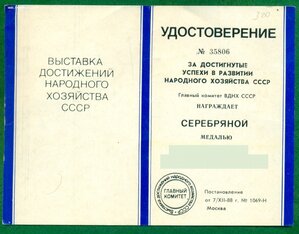 ВЫСТАВКА
ДОСТИЖЕНИЙ
НАРОДНОГО
ХОЗЯЙСТВА
СССР
УДОСТОВЕРЕНИЕ
№ 35806
ЗА ДОСТИГНУТЫЕ
УСПЕХИ В РАЗВИТИИ
НАРОДНОГО ХОЗЯЙСТВА СССР
Главный комитет ВДНХ СССР
НАГРАЖДАЕТ
СЕРЕБРЯНОЙ
МЕДАЛЬЮ
ГЛАВНЫЙ
КОМИТЕТ
Постановление
от 7/XII-88 г. № 1069-Н
Москва